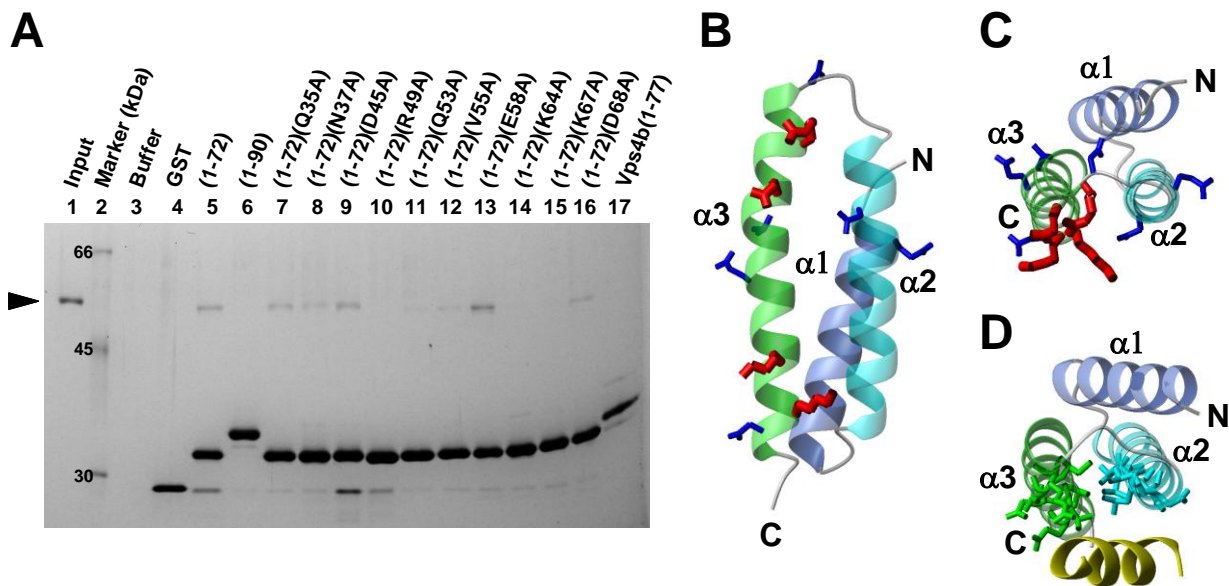 A
Input
Marker (kDa)
Buffer
GST
(1-72)
(1-90)
(1-72)(Q35A)
(1-72)(N37A)
(1-72)(D45A)
(1-72)(R49A)
(1-72)(Q53A)
(1-72)(V55A)
(1-72)(E58A)
(1-72)(K64A)
(1-72)(K67A)
(1-72)(D68A)
Vps4b(1-77)
1 2 3 4 5 6 7 8 9 10 11 12 13 14 15 16 17
66
45
30
B
N
α3
α1
α2
C
C
α1
N
α3
C
α2
D
α1
N
α2
α3
C